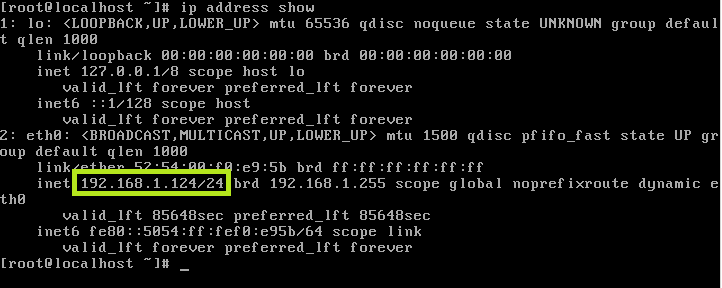 [root@localhost ~]# ip address show
1: lo: <LOOPBACK,UP,LOWER_UP> mtu 65536 qdisc noqueue state UNKNOWN group defaul
t qlen 1000
    link/loopback 00:00:00:00:00:00 brd 00:00:00:00:00:00
    inet 127.0.0.1/8 scope host lo
       valid_lft forever preferred_lft forever
    inet6 ::1/128 scope host
       valid_lft forever preferred_lft forever
2: eth0: <BROADCAST,MULTICAST,UP,LOWER_UP> mtu 1500 qdisc pfifo_fast state UP gr
oup default qlen 1000
    link/ether 52:54:00:f0:e9:5b brd ff:ff:ff:ff:ff:ff
    inet 192.168.1.124/24 brd 192.168.1.255 scope global noprefixroute dynamic e
th0
       valid_lft 85648sec preferred_lft 85648sec
    inet6 fe80::5054:ff:fef0:e95b/64 scope link
       valid_lft forever preferred_lft forever
[root@localhost ~]# _